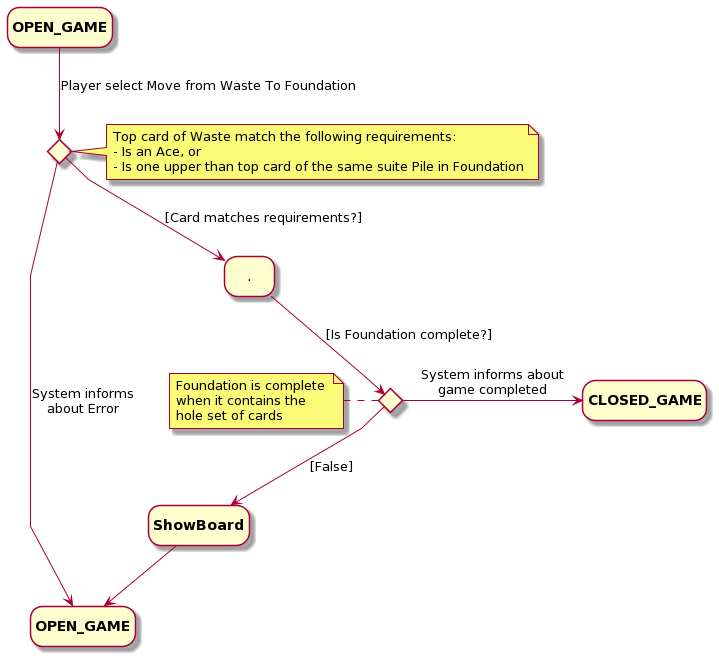 OPEN_GAME
Player select Move from Waste To Foundation
Top card of Waste match the following requirements:
- Is an Ace, or
- Is one upper than top card of the same suite Pile in Foundation
[Card matches requirements?]
.
[Is Foundation complete?]
System informs about
game completed
CLOSED_GAME
Foundation is complete
when it contains the
hole set of cards
System informs
about Error
[False]
ShowBoard
OPEN_GAME